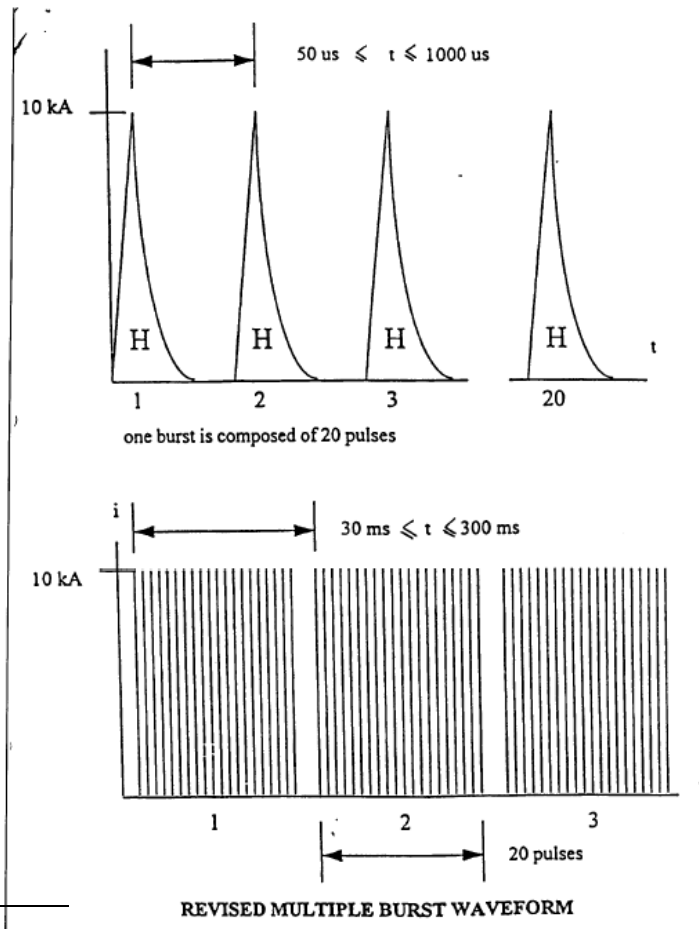 50 us ⩽ t ⩽ 1000 us
10 kA
H H H H
t
1 2 3 20
one burst is composed of 20 pulses
i
30 ms ⩽ t ⩽ 300 ms
10 kA
1 2 3
20 pulses
REVISED MULTIPLE BURST WAVEFORM